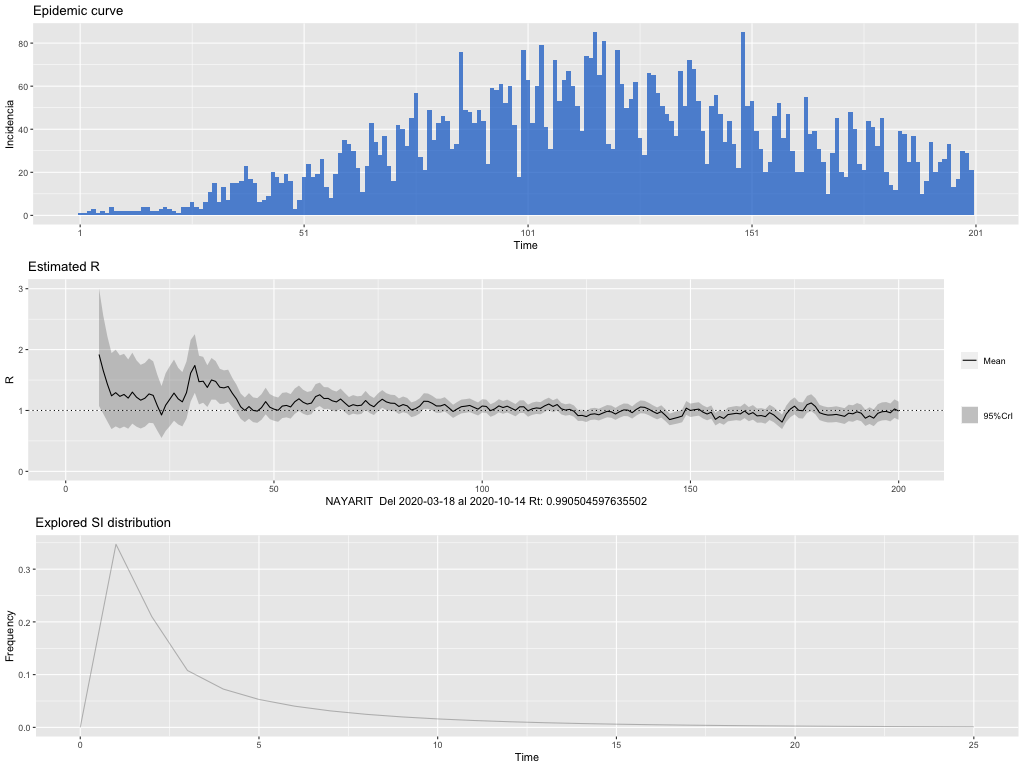 Epidemic curve
80
60
40
20
0
Incidencia
1 51 101 151 201
Time
Estimated R
3
2
1
0
R
Mean
95%CrI
0 50 100 150 200
NAYARIT Del 2020-03-18 al 2020-10-14 Rt: 0.990504597635502
Explored SI distribution
0.3
0.2
0.1
0.0
Frequency
0 5 10 15 20 25
Time